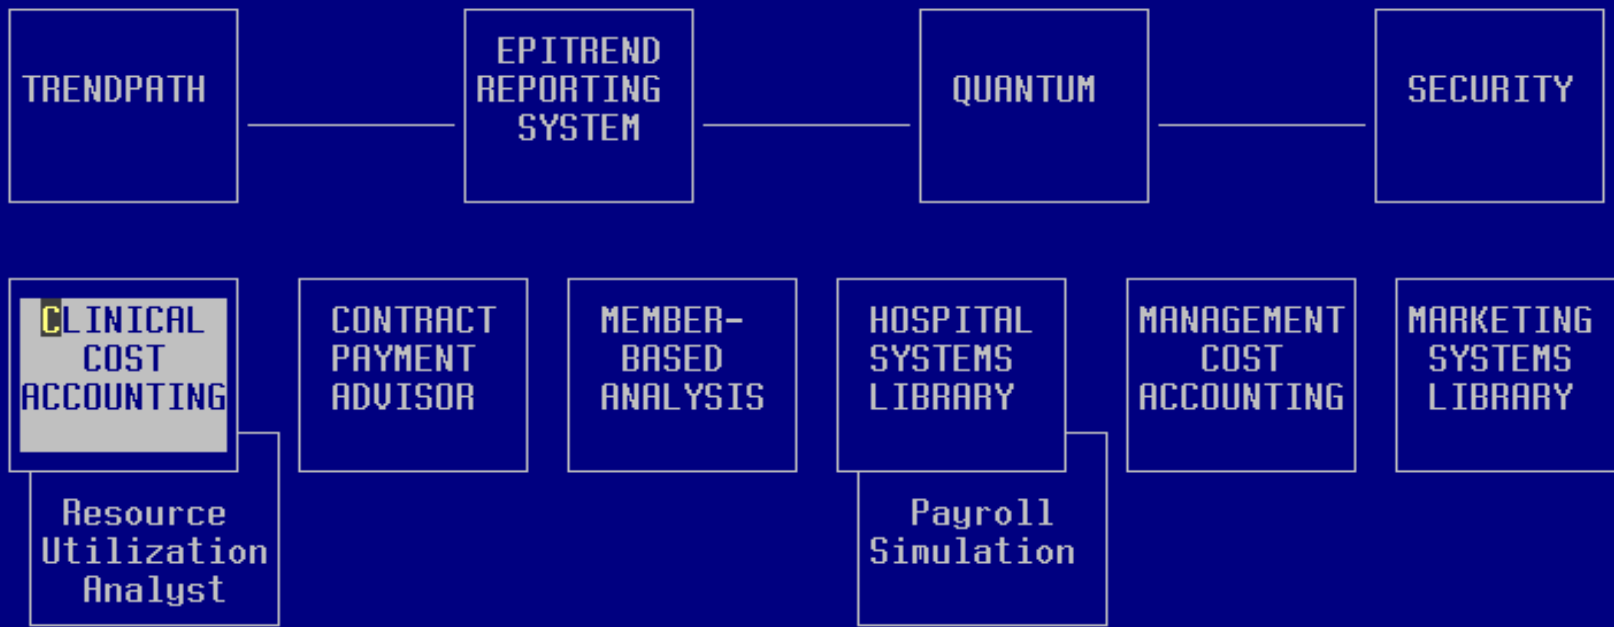 TRENDPATH
EPITREND
REPORTING
SYSTEM
QUANTUM
SECURITY
CLINICAL
COST
ACCOUNTING
CONTRACT
PAYMENT
ADVISOR
MEMBER-
BASED
ANALYSIS
HOSPITAL
SYSTEMS
LIBRARY
MANAGEMENT
COST
ACCOUNTING
MARKETING
SYSTEMS
LIBRARY
Resource
Utilization
Analyst
Payroll
Simulation